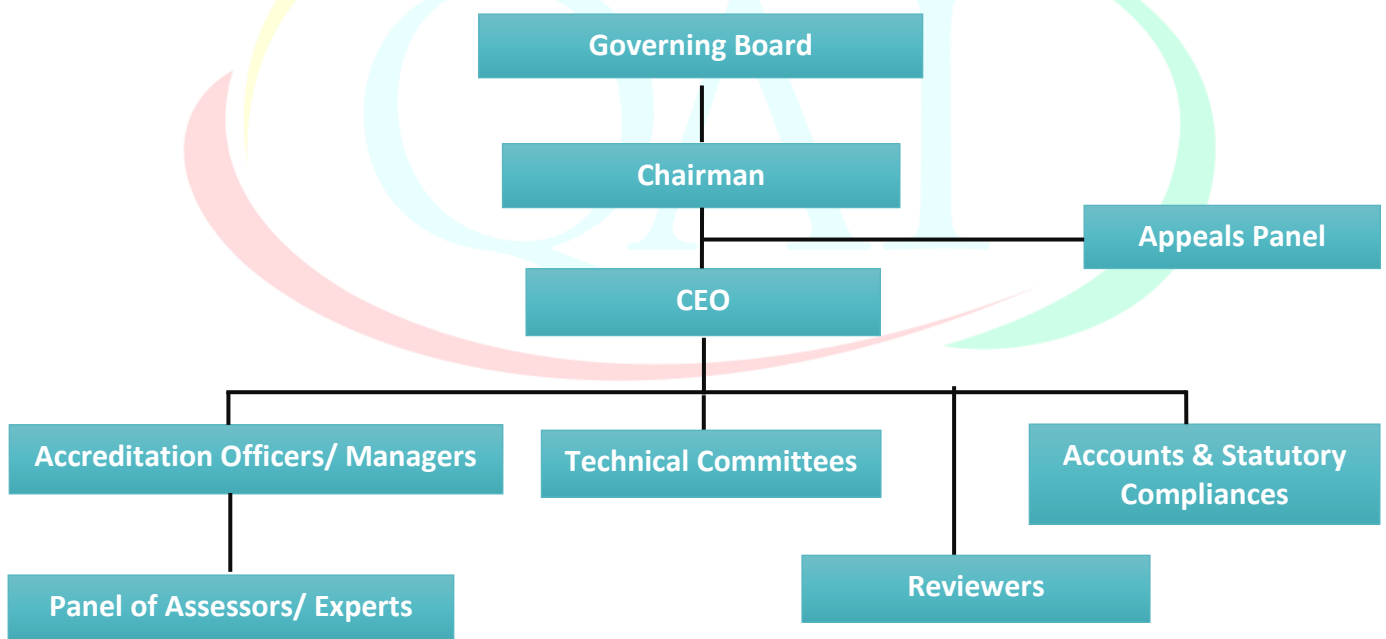 QAI
Governing Board
Chairman
Appeals Panel
CEO
Accreditation Officers/ Managers
Technical Committees
Accounts & Statutory
Compliances
Panel of Assessors/ Experts
Reviewers